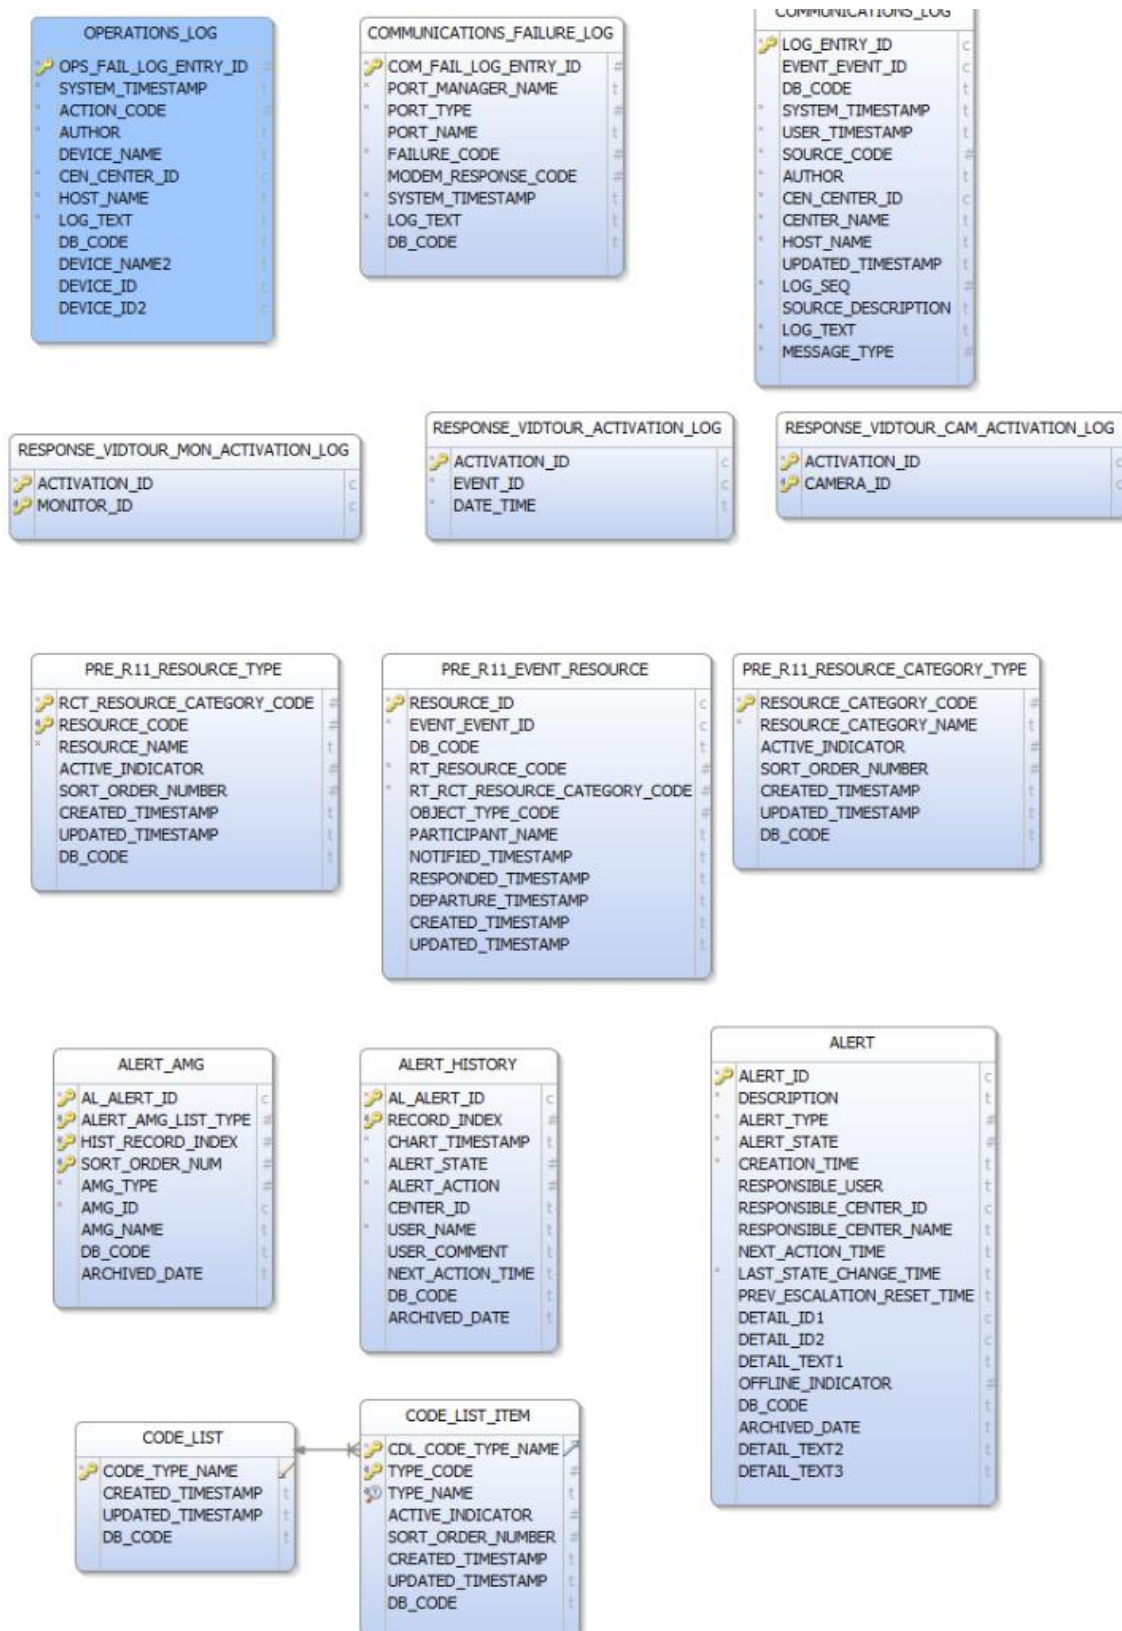 OPERATIONS_LOG
OPS_FAIL_LOG_ENTRY_ID #
* SYSTEM_TIMESTAMP t
* ACTION_CODE #
* AUTHOR t
DEVICE_NAME t
* CEN_CENTER_ID c
* HOST_NAME t
* LOG_TEXT t
DB_CODE t
DEVICE_NAME2 t
DEVICE_ID c
DEVICE_ID2 c
COMMUNICATIONS_FAILURE_LOG
COM_FAIL_LOG_ENTRY_ID #
* PORT_MANAGER_NAME t
* PORT_TYPE #
PORT_NAME t
* FAILURE_CODE #
MODEM_RESPONSE_CODE #
* SYSTEM_TIMESTAMP t
* LOG_TEXT t
DB_CODE t
COMMUNICATIONS_LOG
LOG_ENTRY_ID c
EVENT_EVENT_ID c
DB_CODE t
* SYSTEM_TIMESTAMP t
* USER_TIMESTAMP t
* SOURCE_CODE #
* AUTHOR t
* CEN_CENTER_ID c
* CENTER_NAME t
* HOST_NAME t
UPDATED_TIMESTAMP t
* LOG_SEQ #
SOURCE_DESCRIPTION t
* LOG_TEXT t
* MESSAGE_TYPE #
RESPONSE_VIDTOUR_MON_ACTIVATION_LOG
ACTIVATION_ID c
MONITOR_ID c
RESPONSE_VIDTOUR_ACTIVATION_LOG
ACTIVATION_ID c
* EVENT_ID c
* DATE_TIME t
RESPONSE_VIDTOUR_CAM_ACTIVATION_LOG
ACTIVATION_ID c
CAMERA_ID c
PRE_R11_RESOURCE_TYPE
RCT_RESOURCE_CATEGORY_CODE #
RESOURCE_CODE #
* RESOURCE_NAME t
ACTIVE_INDICATOR #
SORT_ORDER_NUMBER #
CREATED_TIMESTAMP t
UPDATED_TIMESTAMP t
DB_CODE t
PRE_R11_EVENT_RESOURCE
RESOURCE_ID c
* EVENT_EVENT_ID c
DB_CODE t
* RT_RESOURCE_CODE #
* RT_RCT_RESOURCE_CATEGORY_CODE #
OBJECT_TYPE_CODE #
PARTICIPANT_NAME t
NOTIFIED_TIMESTAMP t
RESPONDED_TIMESTAMP t
DEPARTURE_TIMESTAMP t
CREATED_TIMESTAMP t
UPDATED_TIMESTAMP t
PRE_R11_RESOURCE_CATEGORY_TYPE
RESOURCE_CATEGORY_CODE #
* RESOURCE_CATEGORY_NAME t
ACTIVE_INDICATOR #
SORT_ORDER_NUMBER #
CREATED_TIMESTAMP t
UPDATED_TIMESTAMP t
DB_CODE t
ALERT_AMG
AL_ALERT_ID c
ALERT_AMG_LIST_TYPE #
HIST_RECORD_INDEX #
SORT_ORDER_NUM #
* AMG_TYPE #
* AMG_ID c
AMG_NAME t
DB_CODE t
ARCHIVED_DATE t
ALERT_HISTORY
AL_ALERT_ID c
RECORD_INDEX #
* CHART_TIMESTAMP t
* ALERT_STATE #
* ALERT_ACTION #
CENTER_ID t
* USER_NAME t
USER_COMMENT t
NEXT_ACTION_TIME t
DB_CODE t
ARCHIVED_DATE t
ALERT
ALERT_ID c
* DESCRIPTION t
* ALERT_TYPE #
* ALERT_STATE #
* CREATION_TIME t
RESPONSIBLE_USER t
RESPONSIBLE_CENTER_ID c
RESPONSIBLE_CENTER_NAME t
NEXT_ACTION_TIME t
* LAST_STATE_CHANGE_TIME t
PREV_ESCALATION_RESET_TIME t
DETAIL_ID1 c
DETAIL_ID2 c
DETAIL_TEXT1 t
OFFLINE_INDICATOR #
DB_CODE t
ARCHIVED_DATE t
DETAIL_TEXT2 t
DETAIL_TEXT3 t
CODE_LIST
CODE_TYPE_NAME
CREATED_TIMESTAMP t
UPDATED_TIMESTAMP t
DB_CODE t
CODE_LIST_ITEM
CDL_CODE_TYPE_NAME
TYPE_CODE #
TYPE_NAME t
ACTIVE_INDICATOR #
SORT_ORDER_NUMBER #
CREATED_TIMESTAMP t
UPDATED_TIMESTAMP t
DB_CODE t